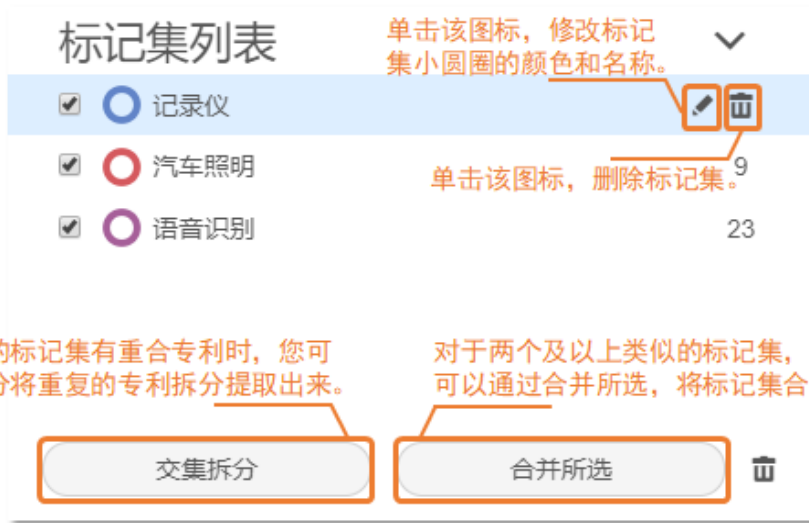 标记集列表
单击该图标，修改标记
集小圆圈的颜色和名称。
记录仪
汽车照明
9
单击该图标，删除标记集。
语音识别
23
的标记集有重合专利时，您可
分将重复的专利拆分提取出来。
对于两个及以上类似的标记集，
可以通过合并所选，将标记集合
交集拆分
合并所选